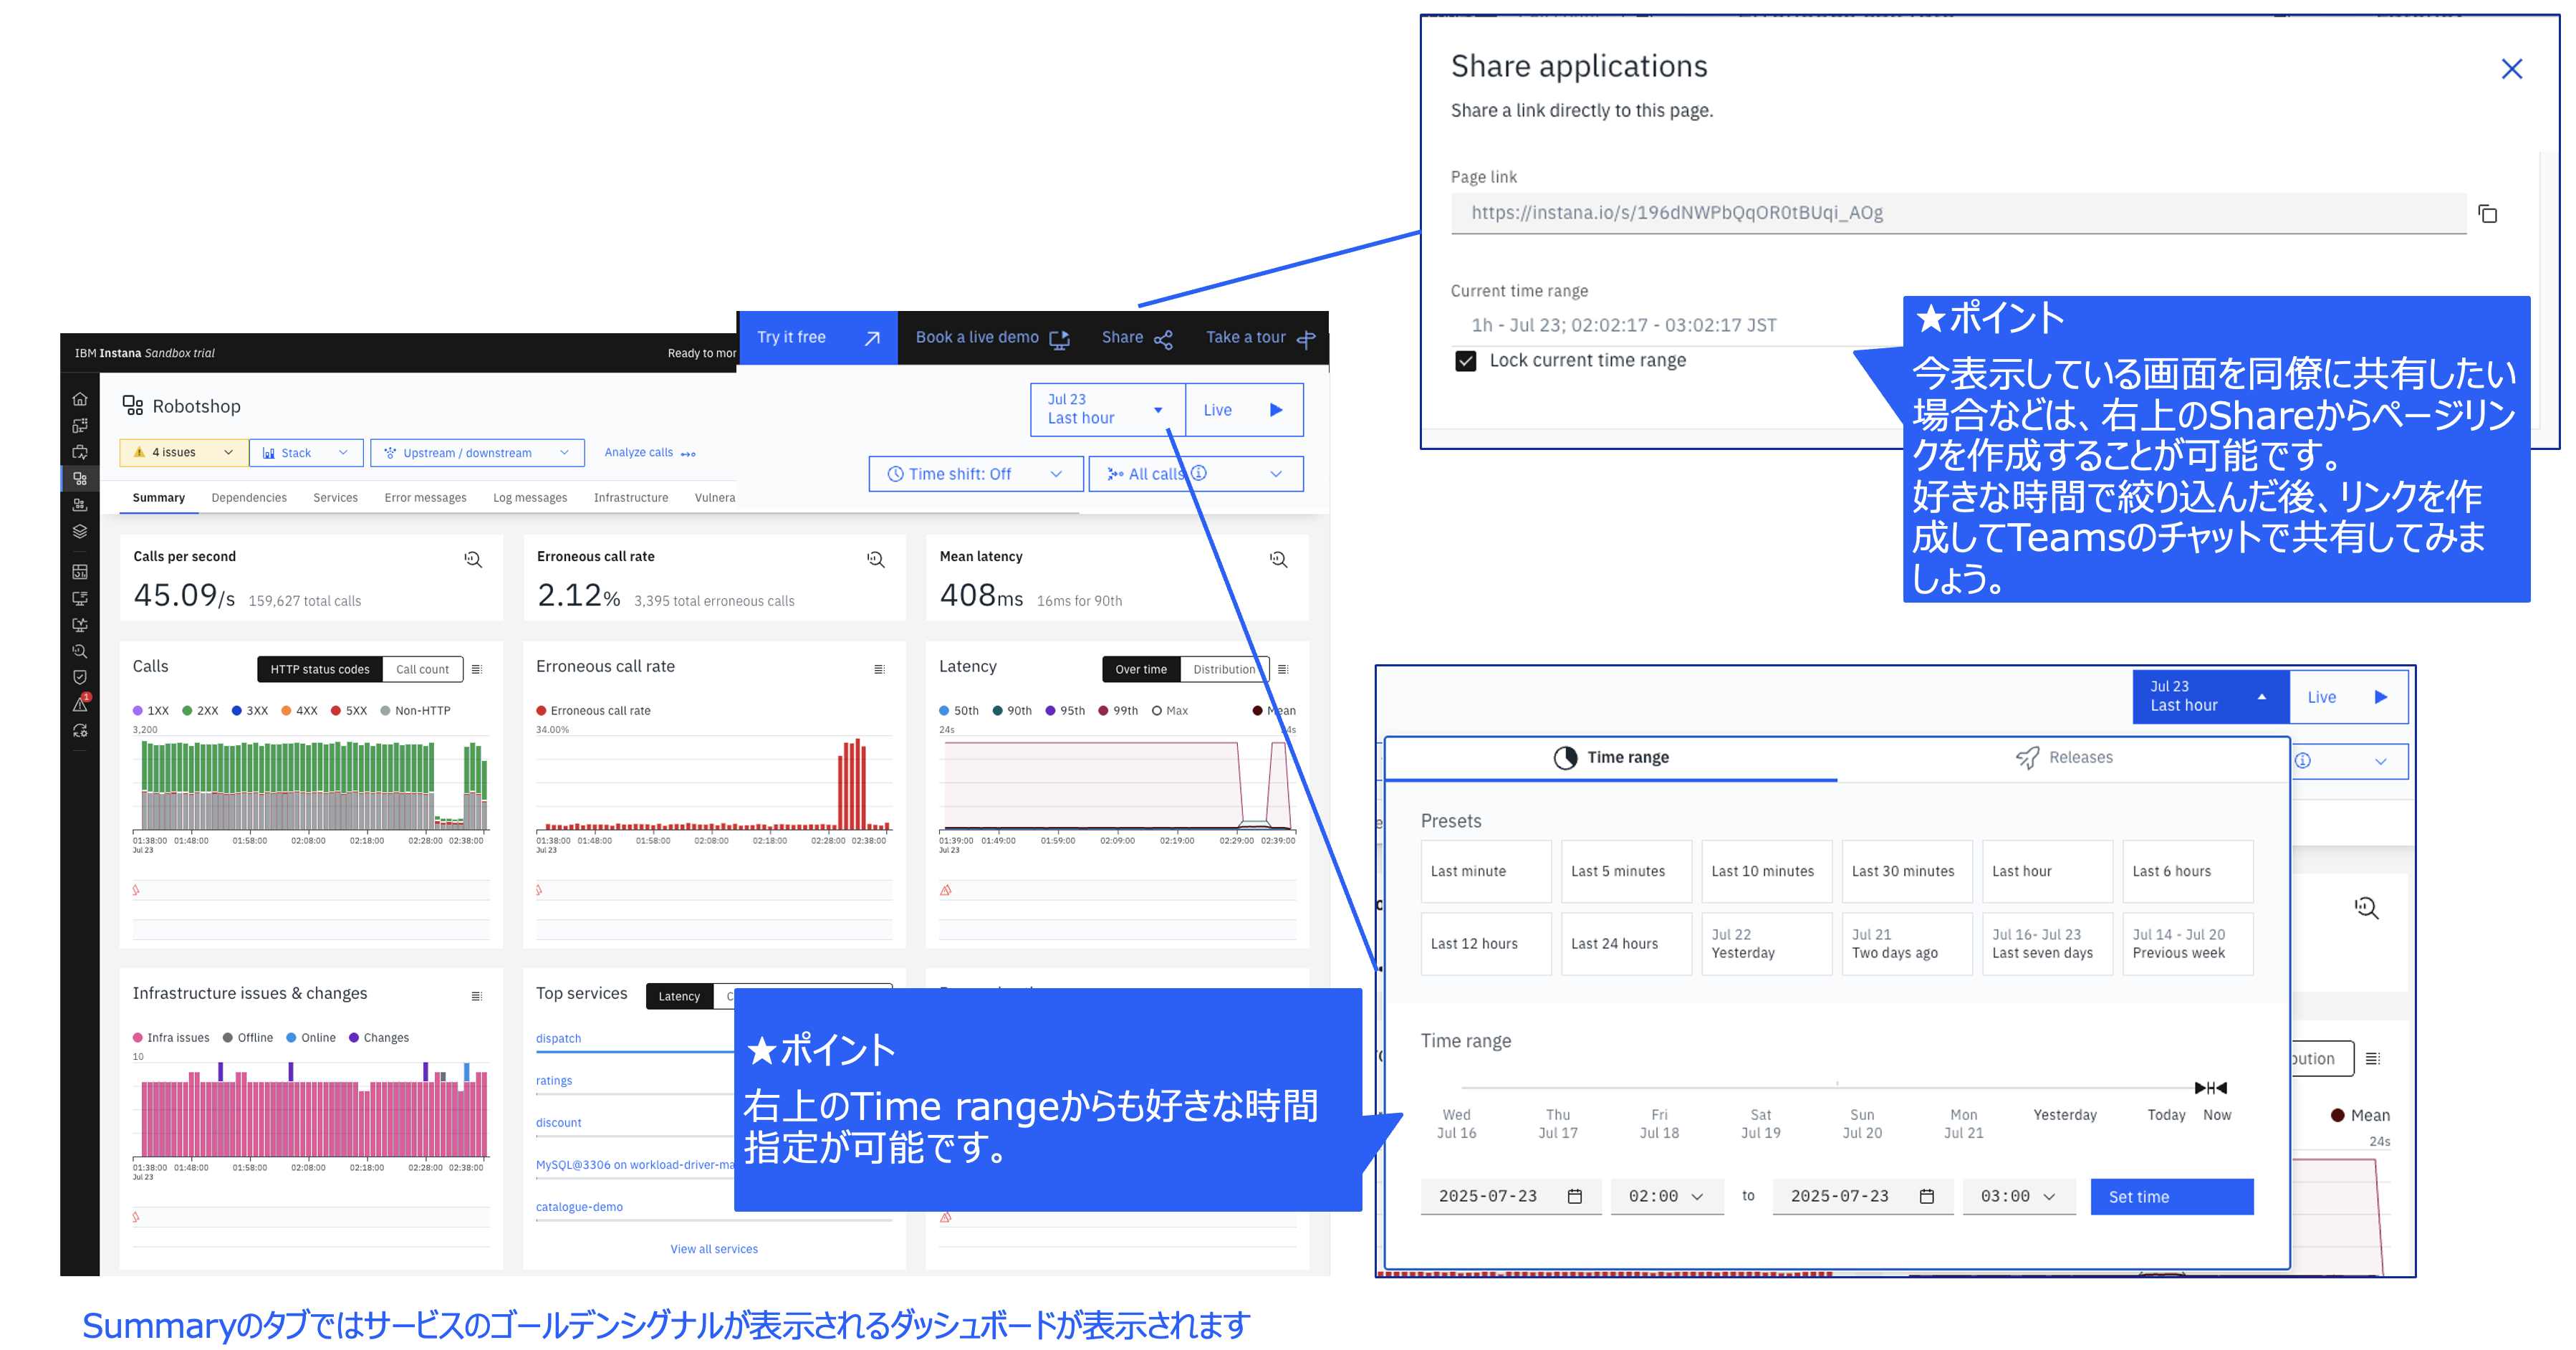 Share applications
Share a link directly to this page.
Page link
https://instana.io/s/196dNWPbQqOR0tBUqi_AOg
Current time range
1h - Jul 23; 02:02:17 - 03:02:17 JST
Lock current time range
★ポイント
今表示している画面を同僚に共有したい
場合などは、右上のShareからページリン
クを作成することが可能です。
好きな時間で絞り込んだ後、リンクを作
成してTeamsのチャットで共有してみま
しょう。
IBM Instana Sandbox trial
Ready to mor
Try it free
Book a live demo
Share
Take a tour
Robotshop
Jul 23
Last hour
Live
4 issues
Stack
Upstream / downstream
Analyze calls
Time shift: Off
All calls
Summary
Dependencies
Services
Error messages
Log messages
Infrastructure
Vulnera
Calls per second
45.09/s 159,627 total calls
Erroneous call rate
2.12% 3,395 total erroneous calls
Mean latency
408ms 16ms for 90th
Calls
HTTP status codes
Call count
1XX 2XX 3XX 4XX 5XX Non-HTTP
3,200
01:38:00 01:48:00 01:58:00 02:08:00 02:18:00 02:28:00 02:38:00
Jul 23
Erroneous call rate
Erroneous call rate
34.00%
01:38:00 01:48:00 01:58:00 02:08:00 02:18:00 02:28:00 02:38:00
Jul 23
Latency
Over time
Distribution
50th 90th 95th 99th Max Mean
24s
01:39:00 01:49:00 01:59:00 02:09:00 02:19:00 02:29:00 02:39:00
Jul 23
Infrastructure issues & changes
Infra issues Offline Online Changes
10
01:38:00 01:48:00 01:58:00 02:08:00 02:18:00 02:28:00 02:38:00
Jul 23
Top services
Latency
C
dispatch
ratings
discount
MySQL@3306 on workload-driver-ma
catalogue-demo
View all services
1
★ポイント
右上のTime rangeからも好きな時間
指定が可能です。
Jul 23
Last hour
Live
Time range
Releases
Presets
Last minute
Last 5 minutes
Last 10 minutes
Last 30 minutes
Last hour
Last 6 hours
Last 12 hours
Last 24 hours
Jul 22
Yesterday
Jul 21
Two days ago
Jul 16- Jul 23
Last seven days
Jul 14 - Jul 20
Previous week
Time range
Wed
Jul 16
Thu
Jul 17
Fri
Jul 18
Sat
Jul 19
Sun
Jul 20
Mon
Jul 21
Yesterday
Today
Now
2025-07-23 02:00 to 2025-07-23 03:00 Set time
bution
Mean
24s
Summaryのタブではサービスのゴールデンシグナルが表示されるダッシュボードが表示されます